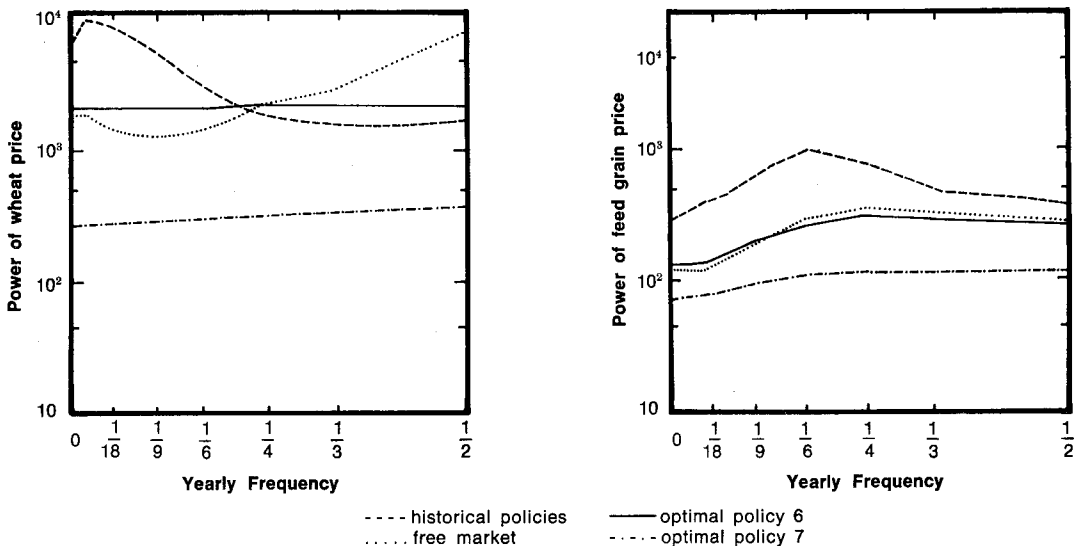 Power of wheat price
10⁴
10³
10²
10
0
1/18
1/9
1/6
1/4
1/3
1/2
Yearly Frequency
Power of feed grain price
10⁴
10³
10²
10
0
1/18
1/9
1/6
1/4
1/3
1/2
Yearly Frequency
historical policies
free market
optimal policy 6
optimal policy 7